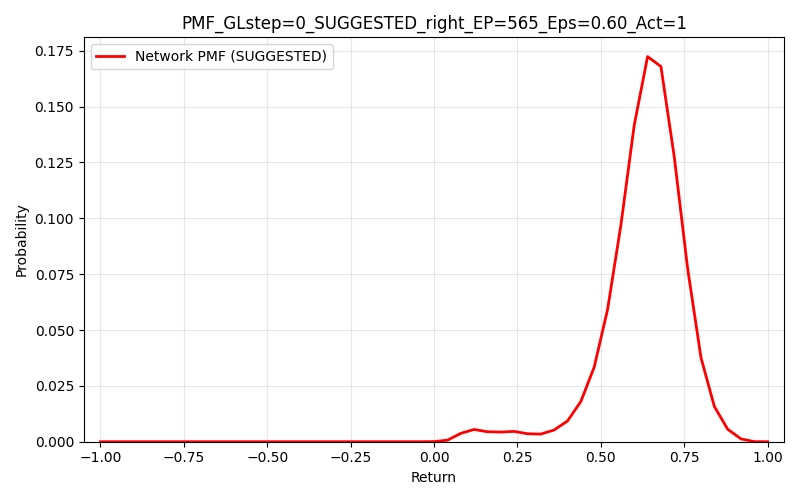 PMF_GLstep=0_SUGGESTED_right_EP=565_Eps=0.60_Act=1
Network PMF (SUGGESTED)
Probability
0.175
0.150
0.125
0.100
0.075
0.050
0.025
0.000
−1.00 −0.75 −0.50 −0.25 0.00 0.25 0.50 0.75 1.00
Return